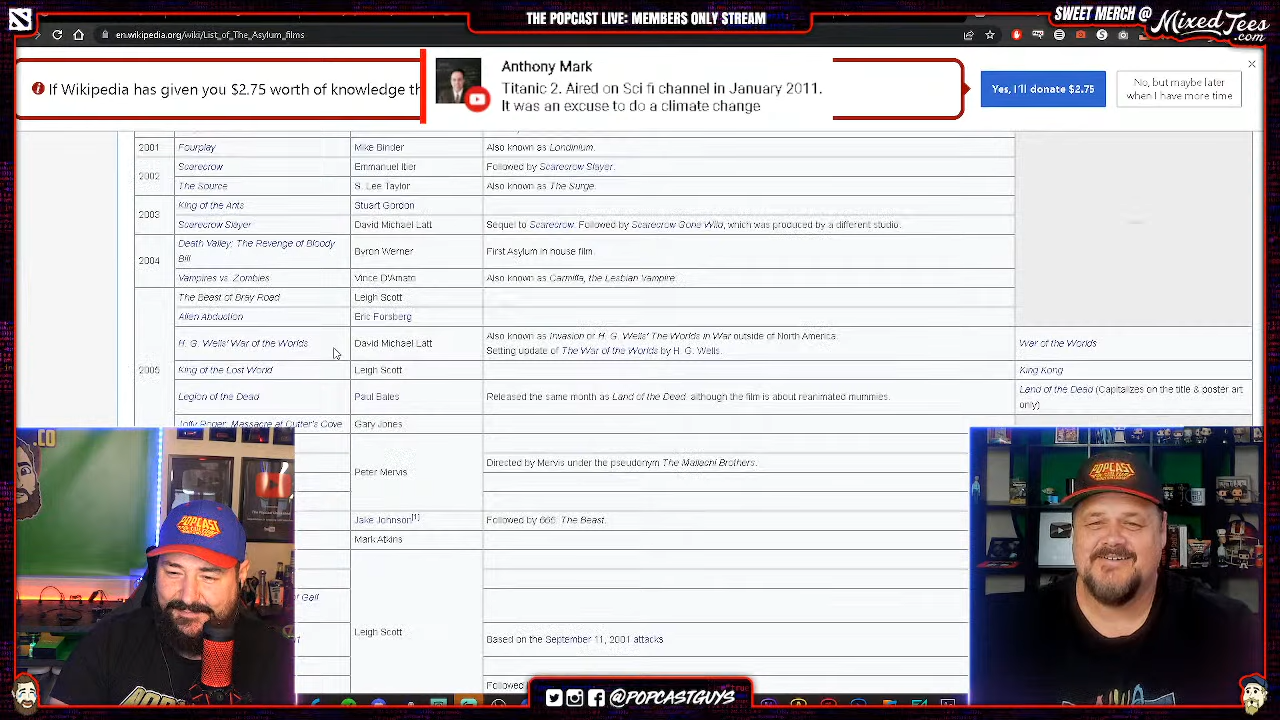 THE POPCAST LIVE! MEMBERS ONLY STREAM
SWEET MERCH @
MixedTees
.com
en.wikipedia.org/wiki/List_of_The_Asylum_films
If Wikipedia has given you $2.75 worth of knowledge th
Anthony Mark
Titanic 2. Aired on Sci fi channel in January 2011.
It was an excuse to do a climate change
Yes, I'll donate $2.75
No, but maybe later
when I have more time
2001 Fourplay Mike Binder Also known as Londinium.
2002 Scarecrow Emmanuel Itier Followed by Scarecrow Slayer.
The Source S. Lee Taylor Also known as The Surge.
2003 King of the Ants Stuart Gordon
Scarecrow Slayer David Michael Latt Sequel to Scarecrow. Followed by Scarecrow Gone Wild, which was produced by a different studio.
2004 Death Valley: The Revenge of Bloody
Bill Byron Werner First Asylum in house film.
Vampires vs. Zombies Vince D'Amato Also known as Carmilla, the Lesbian Vampire.
2005 The Beast of Bray Road Leigh Scott
Alien Abduction Eric Forsberg
H. G. Wells' War of the Worlds David Michael Latt Also known as Invasion or H. G. Wells' The Worlds in War outside of North America.
Setting update of The War of the Worlds by H. G. Wells. War of the Worlds
King of the Lost World Leigh Scott King Kong
Legion of the Dead Paul Bales Released the same month as Land of the Dead, although the film is about reanimated mummies. Land of the Dead (Capitalizes on the title & poster art
only)
Jolly Roger: Massacre at Cutter's Cove Gary Jones
Peter Mervis Directed by Mervis under the pseudonym The Mallachi Brothers.
Jake Johnson[1] Followed by 666: The Beast.
Mark Atkins
of Gall
Leigh Scott Based on the September 11, 2001 attacks
Followed
.CO
POPCAST
POPCAST
@POPCASTGUYS